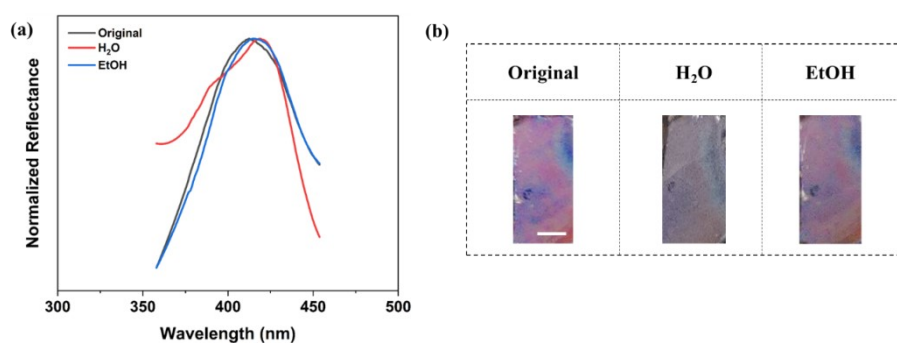 (a)
Original
H₂O
EtOH
Normalized Reflectance
300 350 400 450 500
Wavelength (nm)
(b)
Original H₂O EtOH